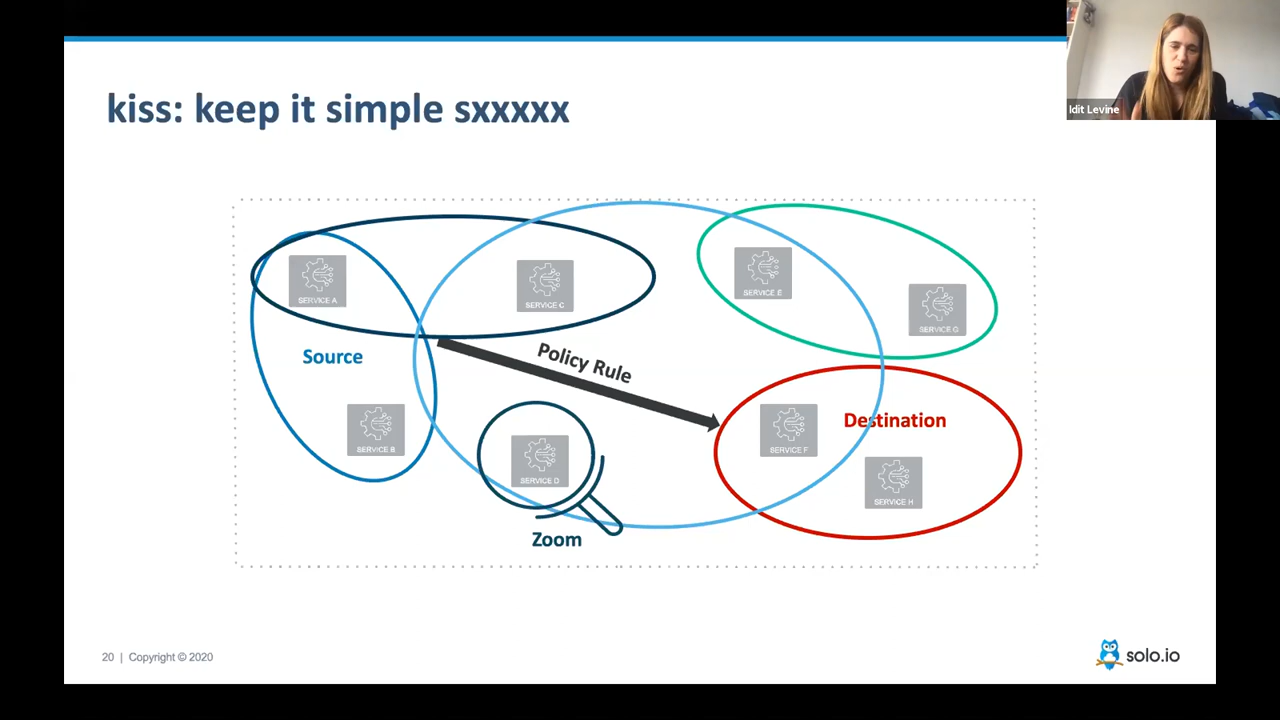 Idit Levine
kiss: keep it simple sxxxxx
SERVICE A
SERVICE C
SERVICE E
SERVICE G
Source
Policy Rule
SERVICE B
SERVICE D
SERVICE F
Destination
SERVICE H
Zoom
20 | Copyright © 2020
solo.io